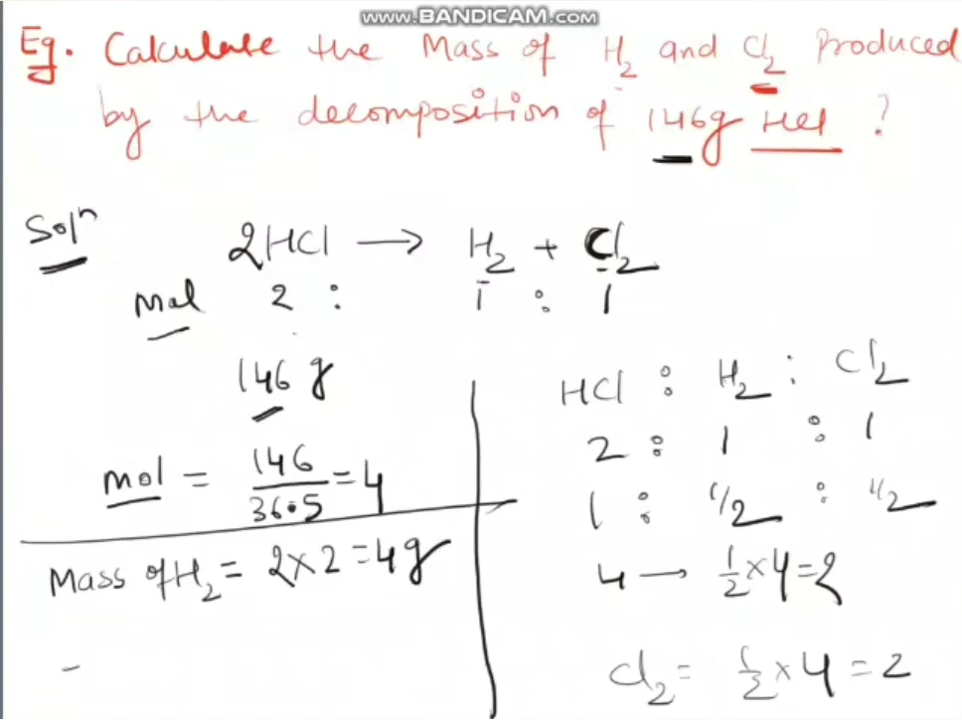 www.BANDICAM.com
Eg. Calculate the Mass of H₂ and Cl₂ Produced
by the decomposition of 146g HCl ?
Solⁿ
2HCl → H₂ + Cl₂
Mol 2 : 1 : 1
146 g
mol = 146/36.5 = 4
Mass of H₂ = 2×2=4g
HCl : H₂ : Cl₂
2 : 1 : 1
1 : 1/2 : 1/2
4 → 1/2 × 4 = 2
Cl₂ = 1/2 × 4 = 2